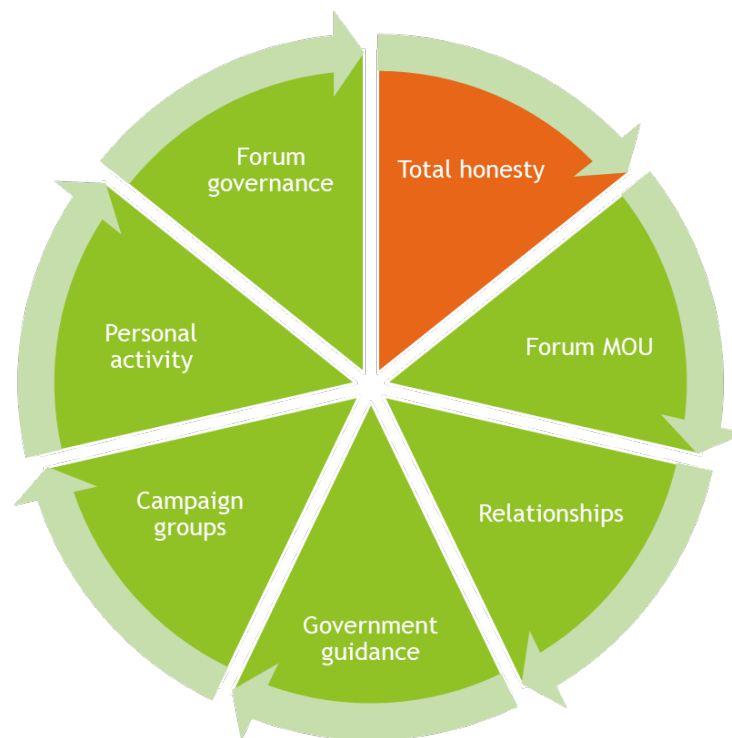 Total honesty
Forum MOU
Relationships
Government
guidance
Campaign
groups
Personal
activity
Forum
governance